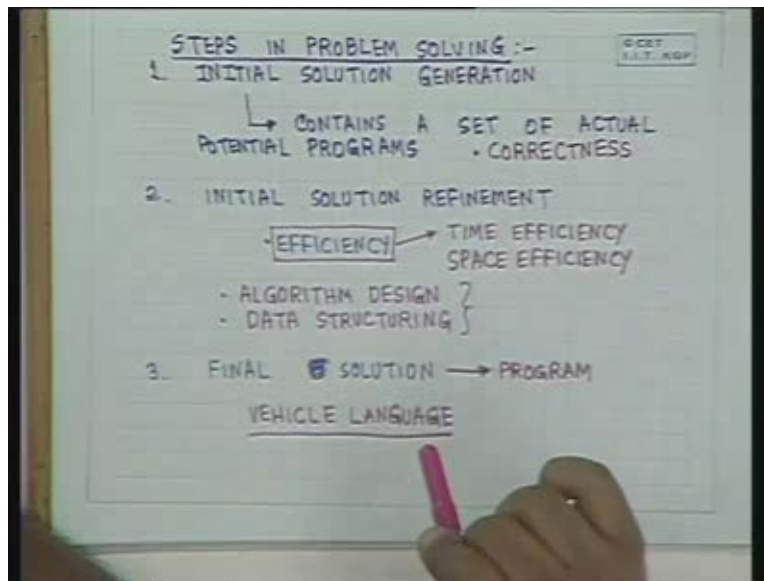 STEPS IN PROBLEM SOLVING :-
1. INITIAL SOLUTION GENERATION
CONTAINS A SET OF ACTUAL
POTENTIAL PROGRAMS · CORRECTNESS
2. INITIAL SOLUTION REFINEMENT
· EFFICIENCY → TIME EFFICIENCY
SPACE EFFICIENCY
- ALGORITHM DESIGN
- DATA STRUCTURING
3. FINAL SOLUTION → PROGRAM
VEHICLE LANGUAGE
I.I.T. KGP